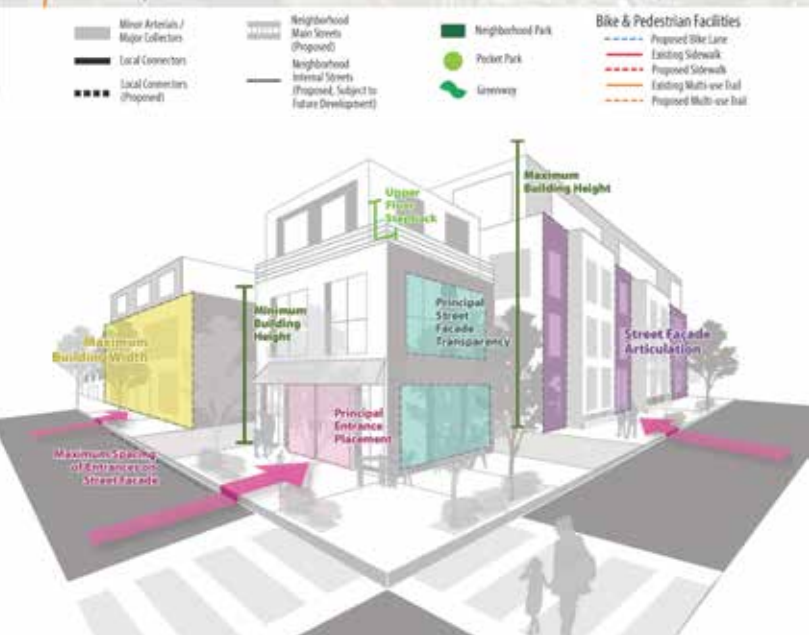 Minor Arterials /
Major Collectors
Local Connectors
Local Connectors
(Proposed)
Neighborhood
Main Streets
(Proposed)
Neighborhood
Internal Streets
(Proposed, Subject to
Future Development)
Neighborhood Park
Pocket Park
Greenway
Bike & Pedestrian Facilities
Proposed Bike Lane
Existing Sidewalk
Proposed Sidewalk
Existing Multi-use Trail
Proposed Multi-use Trail
Upper
Floor
Stepback
Maximum
Building Height
Minimum
Building
Height
Principal
Street
Facade
Transparency
Maximum
Building Width
Street Facade
Articulation
Principal
Entrance
Placement
Maximum Spacing
of Entrances on
Street Facade